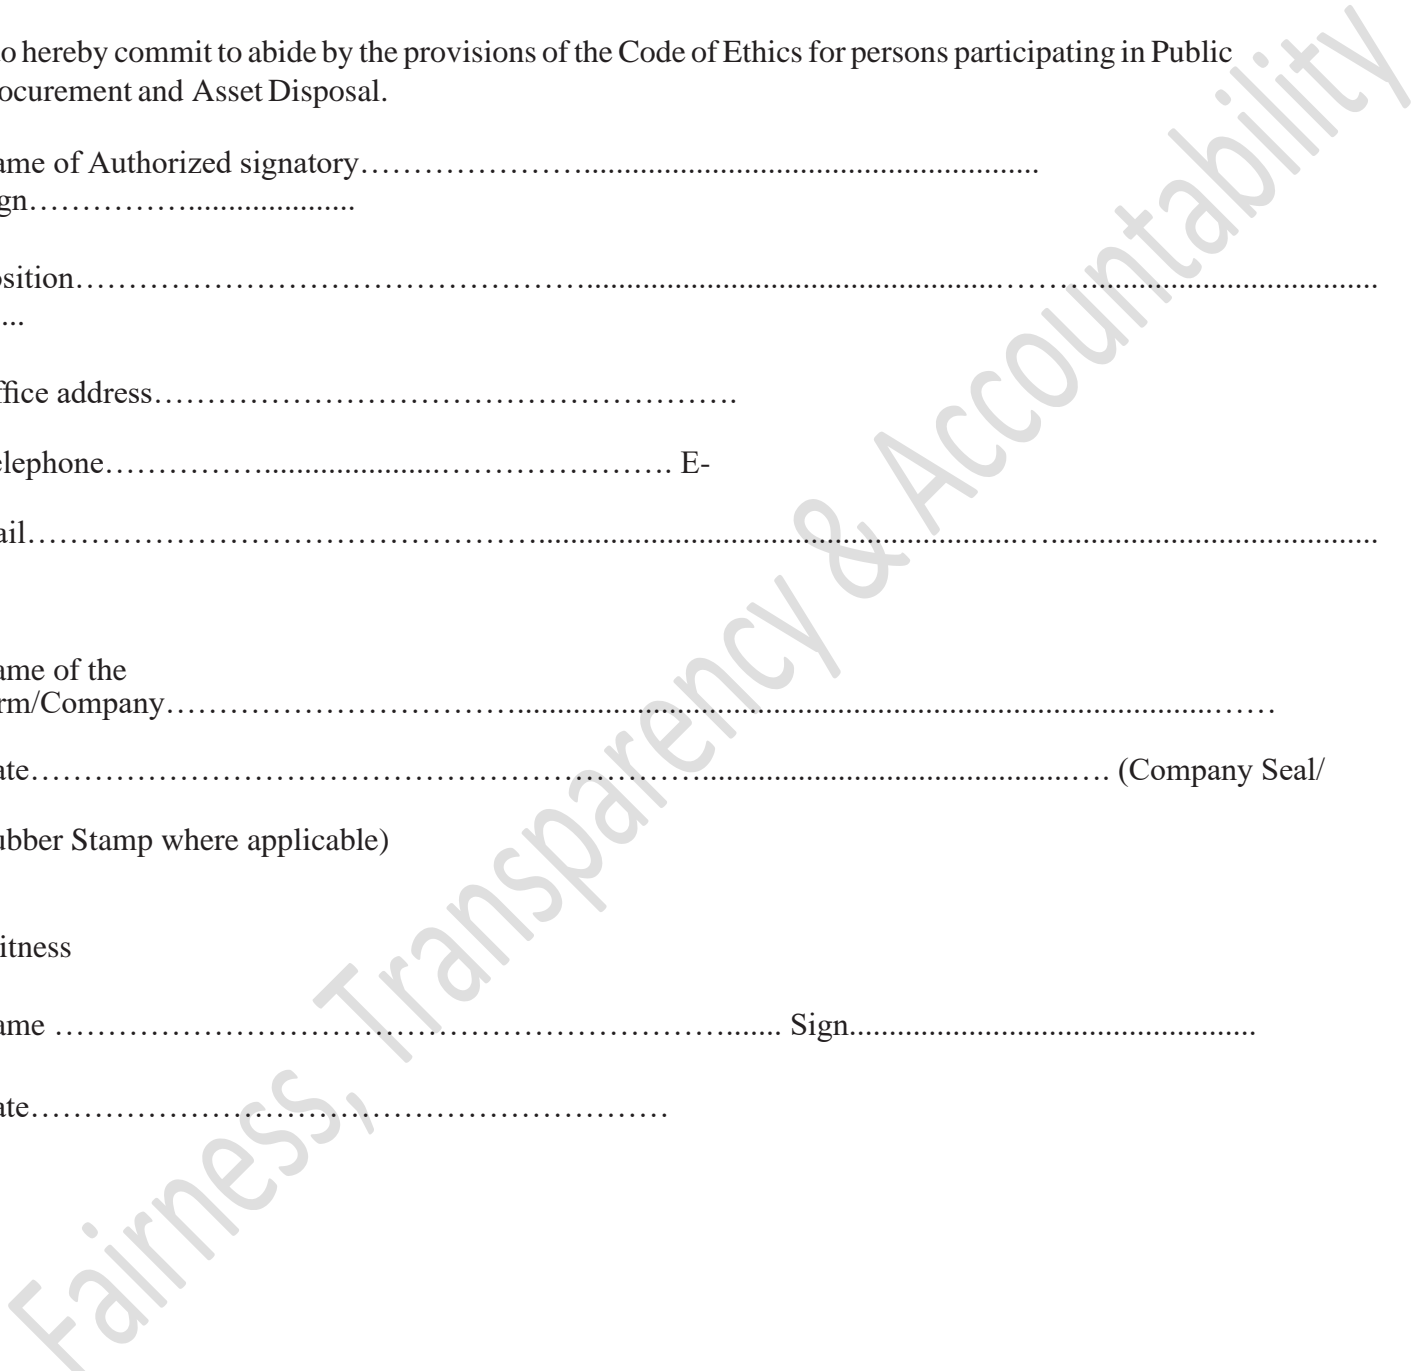 o hereby commit to abide by the provisions of the Code of Ethics for persons participating in Public
ocurement and Asset Disposal.
ame of Authorized signatory…………………...........................................................
gn……………......................
osition………………………………………….....................................................……….....................................
....
ffice address……………………………………………….
elephone…………….......................…………………. E-
ail…………………………………………..............................................................….........................................
ame of the
rm/Company…………………………….........................................................................................……
ate………………………………………………………...............................................…. (Company Seal/
ubber Stamp where applicable)
itness
ame ………………………………………………………....... Sign...................................................
ate……………………………………………………
Fairness, Transparency & Accountability